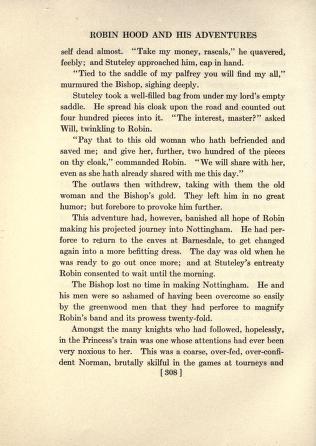 ROBIN HOOD AND HIS ADVENTURES
self dead almost. "Take my money, rascals," he quavered,
feebly; and Stuteley approached him, cap in hand.
"Tied to the saddle of my palfrey you will find my all,"
murmured the Bishop, sighing deeply.
Stuteley took a well-filled bag from under my lord's empty
saddle. He spread his cloak upon the road and counted out
four hundred pieces into it. "The interest, master?" asked
Will, twinkling to Robin.
"Pay that to this old woman who hath befriended and
saved me; and give her, further, two hundred of the pieces
on thy cloak," commanded Robin. "We will share with her,
even as she hath already shared with me this day."
The outlaws then withdrew, taking with them the old
woman and the Bishop's gold. They left him in no great
humor; but forebore to provoke him further.
This adventure had, however, banished all hope of Robin
making his projected journey into Nottingham. He had per-
force to return to the caves at Barnesdale, to get changed
again into a more befitting dress. The day was old when he
was ready to go out once more; and at Stuteley's entreaty
Robin consented to wait until the morning.
The Bishop lost no time in making Nottingham. He and
his men were so ashamed of having been overcome so easily
by the greenwood men that they had perforce to magnify
Robin's band and its prowess twenty-fold.
Amongst the many knights who had followed, hopelessly,
in the Princess's train was one whose attentions had ever been
very noxious to her. This was a coarse, over-fed, over-confi-
dent Norman, brutally skilful in the games at tourneys and
[ 308 ]